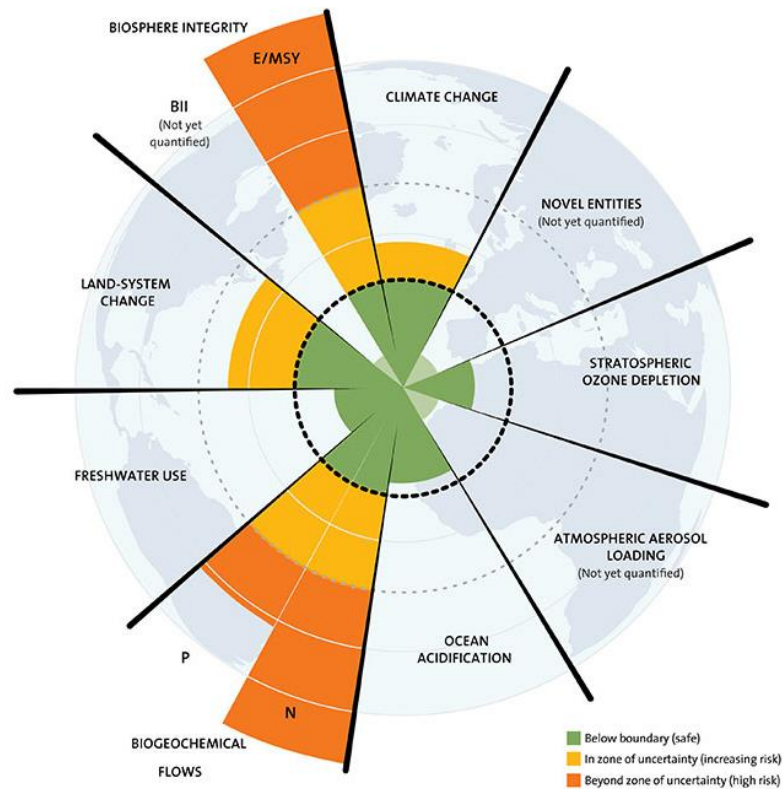 BIOSPHERE INTEGRITY
E/MSY
BII
(Not yet
quantified)
CLIMATE CHANGE
NOVEL ENTITIES
(Not yet quantified)
LAND-SYSTEM
CHANGE
STRATOSPHERIC
OZONE DEPLETION
FRESHWATER USE
ATMOSPHERIC AEROSOL
LOADING
(Not yet quantified)
OCEAN
ACIDIFICATION
P
N
BIOGEOCHEMICAL
FLOWS
Below boundary (safe)
In zone of uncertainty (increasing risk)
Beyond zone of uncertainty (high risk)